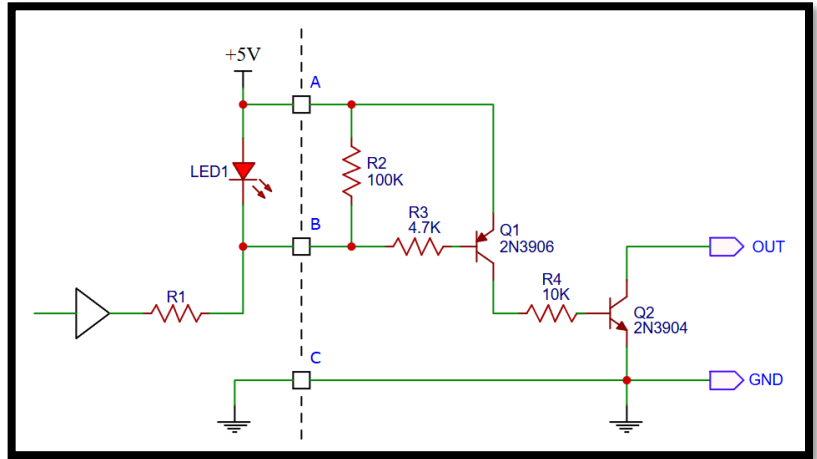 +5V
A
LED1
R2
100K
B
R3
4.7K
Q1
2N3906
OUT
R1
R4
10K
Q2
2N3904
C
GND